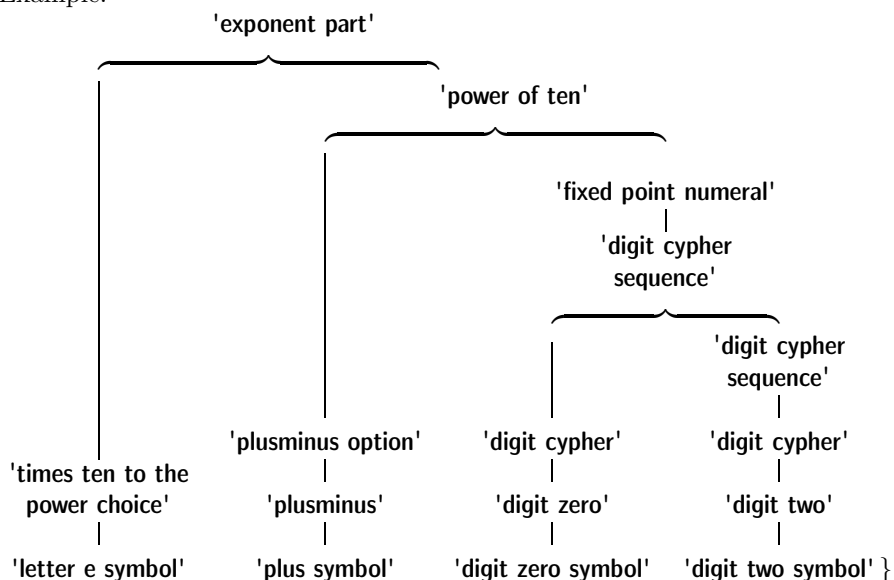 Example:
'exponent part'
'power of ten'
'fixed point numeral'
'digit cypher
sequence'
'digit cypher
sequence'
'plusminus option' 'digit cypher' 'digit cypher'
'times ten to the
power choice' 'plusminus' 'digit zero' 'digit two'
'letter e symbol' 'plus symbol' 'digit zero symbol' 'digit two symbol' }